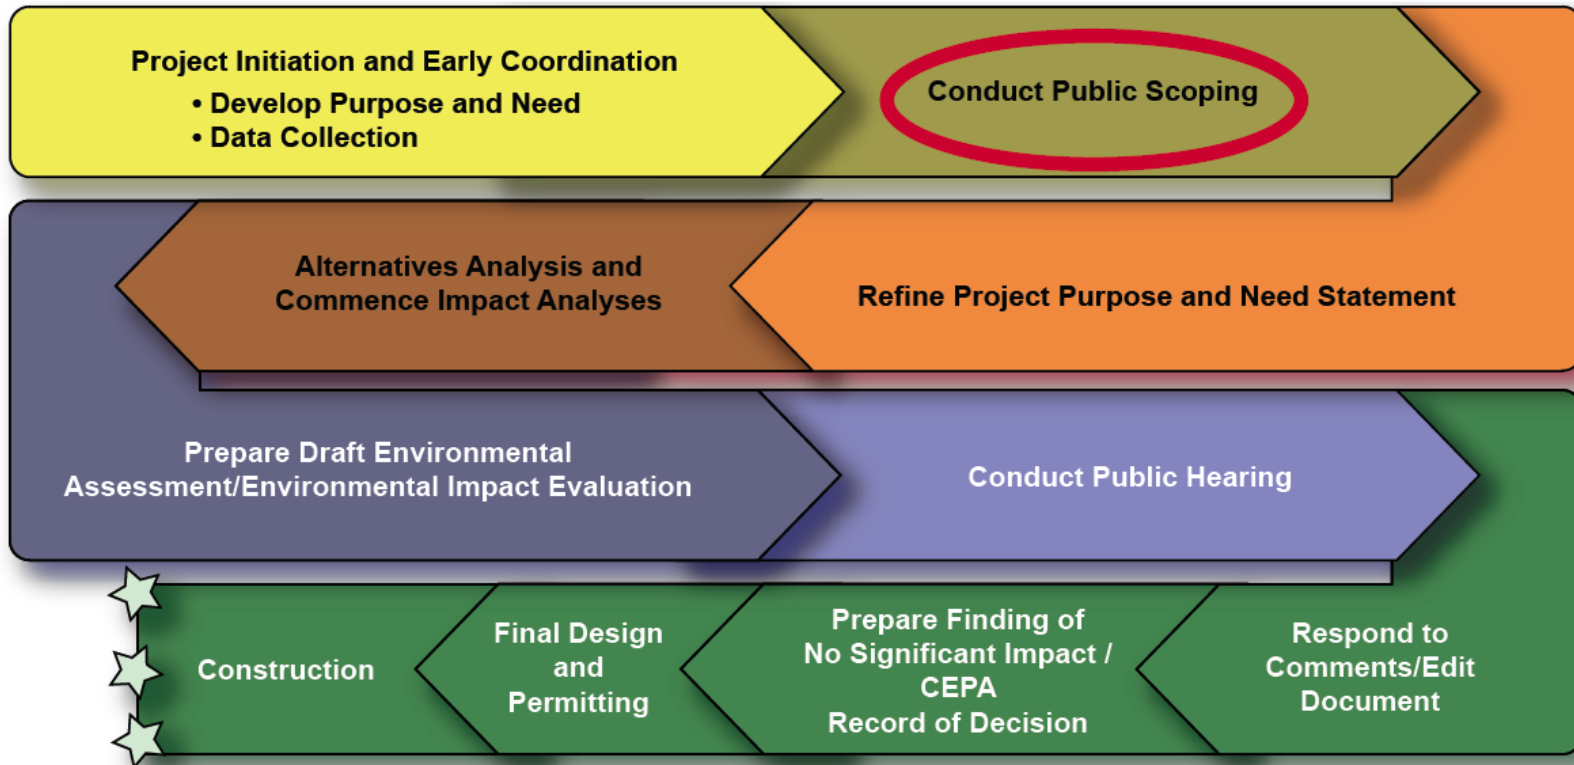 Project Initiation and Early Coordination
• Develop Purpose and Need
• Data Collection
Conduct Public Scoping
Refine Project Purpose and Need Statement
Alternatives Analysis and
Commence Impact Analyses
Prepare Draft Environmental
Assessment/Environmental Impact Evaluation
Conduct Public Hearing
Respond to
Comments/Edit
Document
Prepare Finding of
No Significant Impact /
CEPA
Record of Decision
Final Design
and
Permitting
Construction